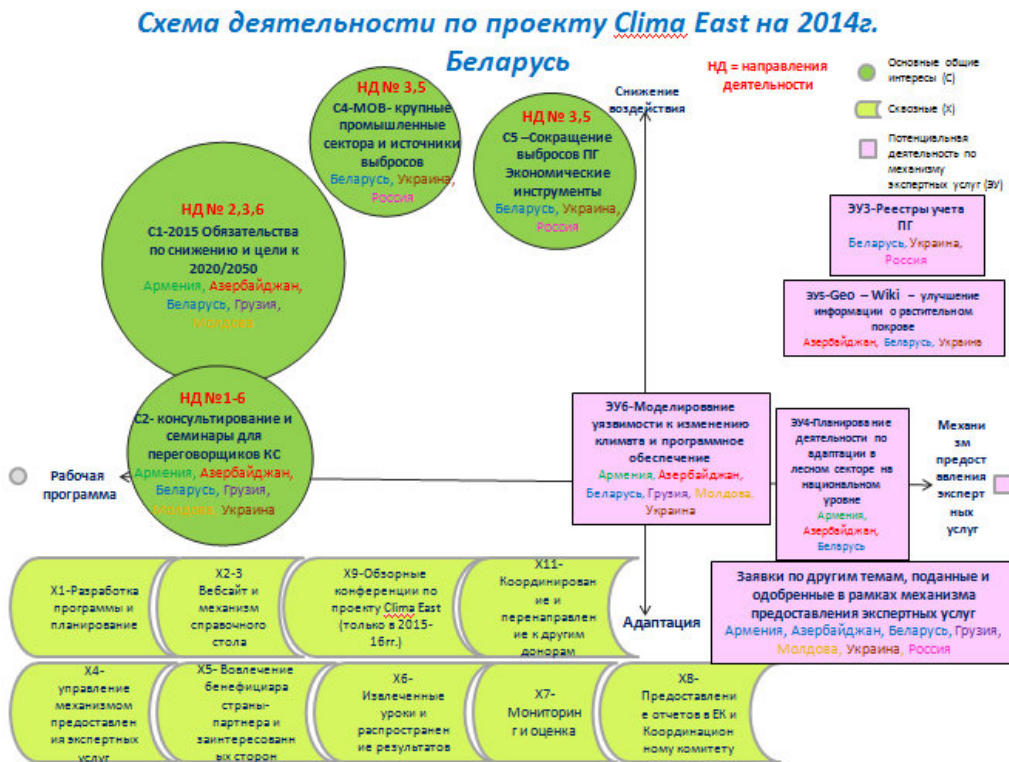 Схема деятельности по проекту Clima East на 2014г.
Беларусь
НД = направления
деятельности
Основные общие
интересы (С)
Сквозные (Х)
Потенциальная
деятельность по
механизму
экспертных услуг (ЭУ)
Снижение
воздействия
НД № 3,5
С4-МОВ- крупные
промышленные
сектора и источники
выбросов
Беларусь, Украина,
Россия
НД № 3,5
С5 –Сокращение
выбросов ПГ
Экономические
инструменты
Беларусь, Украина,
Россия
НД № 2,3,6
С1-2015 Обязательства
по снижению и цели к
2020/2050
Армения, Азербайджан,
Беларусь, Грузия,
Молдова
ЭУ3-Реестры учета
ПГ
Беларусь, Украина,
Россия
ЭУ5-Geo – Wiki – улучшение
информации о растительном
покрове
Азербайджан, Беларусь, Украина
НД №1-6
С2- консультирование и
семинары для
переговорщиков КС
Армения, Азербайджан,
Беларусь, Грузия,
Молдова, Украина
Рабочая
программа
ЭУ6-Моделирование
уязвимости к изменению
климата и программное
обеспечение
Армения, Азербайджан,
Беларусь, Грузия, Молдова,
Украина
ЭУ4-Планирование
деятельности по
адаптации в
лесном секторе на
национальном
уровне
Армения,
Азербайджан,
Беларусь
Механи
зм предос
тавления
эксперт
ных
услуг
Х1-Разработка
программы и
планирование
Х2-3
Вебсайт и
механизм
справочного
стола
Х9-Обзорные
конференции по
проекту Clima East
(только в 2015-
16гг.)
Х11-
Координирован
ие и
перенаправлен
ие к другим
донорам
Адаптация
Заявки по другим темам, поданные и
одобренные в рамках механизма
предоставления экспертных услуг
Армения, Азербайджан, Беларусь, Грузия,
Молдова, Украина, Россия
Х4-
управление
механизмом
предоставлен
ия экспертных
услуг
Х5- Вовлечение
бенефициара
страны-
партнера и
заинтересованн
ых сторон
Х6-
Извлеченные
уроки и
распространен
ие результатов
Х7-
Мониторин
г и оценка
Х8-
Предоставлени
е отчетов в ЕК и
Координацион
ному комитету